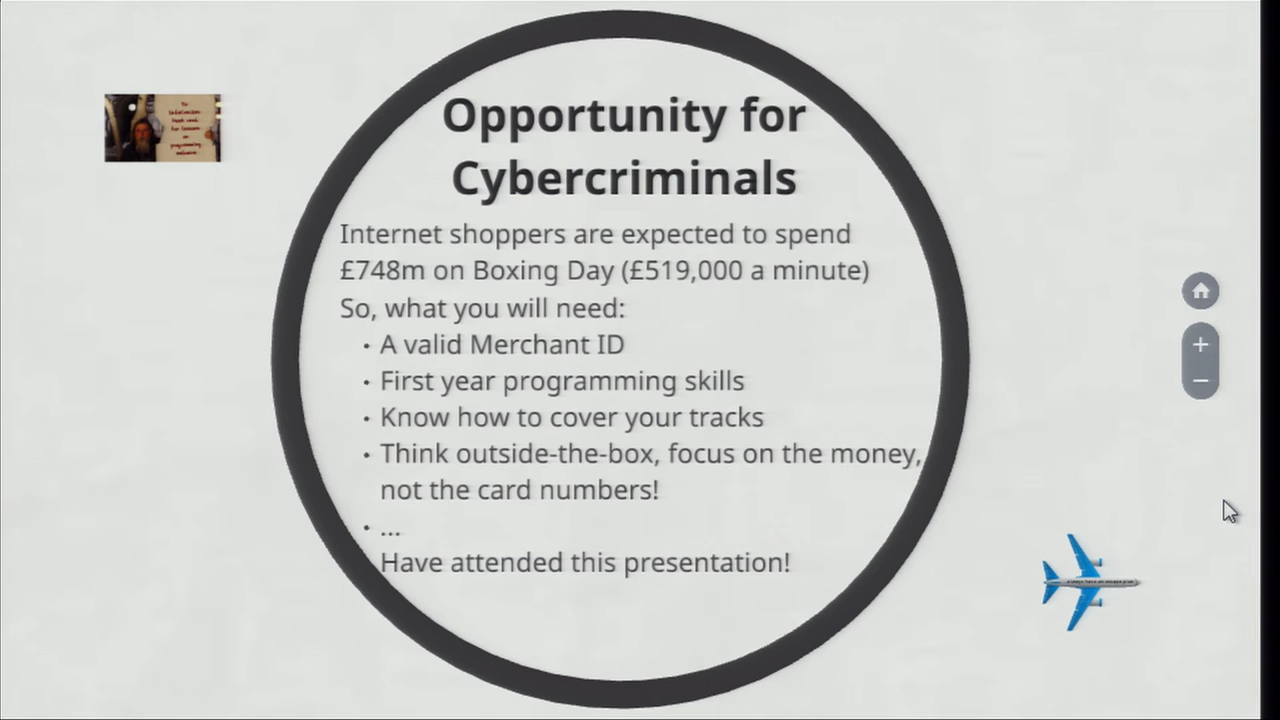 Opportunity for
Cybercriminals
Internet shoppers are expected to spend
£748m on Boxing Day (£519,000 a minute)
So, what you will need:
• A valid Merchant ID
• First year programming skills
• Know how to cover your tracks
• Think outside-the-box, focus on the money,
not the card numbers!
• ...
Have attended this presentation!